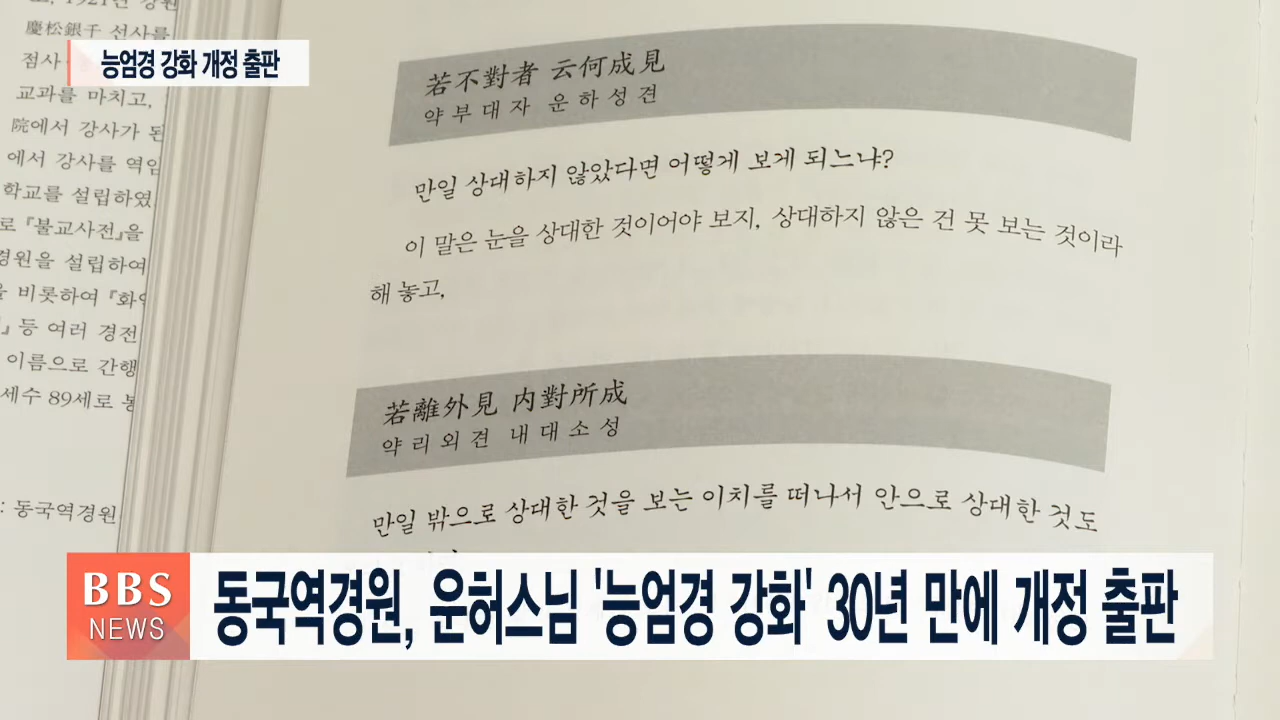 능엄경 강화 개정 출판
慶松銀千 선사를
점사
교과를 마치고,
院에서 강사가 된
에서 강사를 역임
학교를 설립하였
로 『불교사전』을
경원을 설립하여
을 비롯하여 『화
』 등 여러 경전
이름으로 간행
세수 89세로
: 동국역경원
若不對者 云何成見
약부대자 운하성견
만일 상대하지 않았다면 어떻게 보게 되느냐?
이 말은 눈을 상대한 것이어야 보지, 상대하지 않은 건 못 보는 것이라
해 놓고,
若離外見 内對所成
약리외견 내대소성
만일 밖으로 상대한 것을 보는 이치를 떠나서 안으로 상대한 것도
BBS
NEWS
동국역경원, 운허스님 '능엄경 강화' 30년 만에 개정 출판